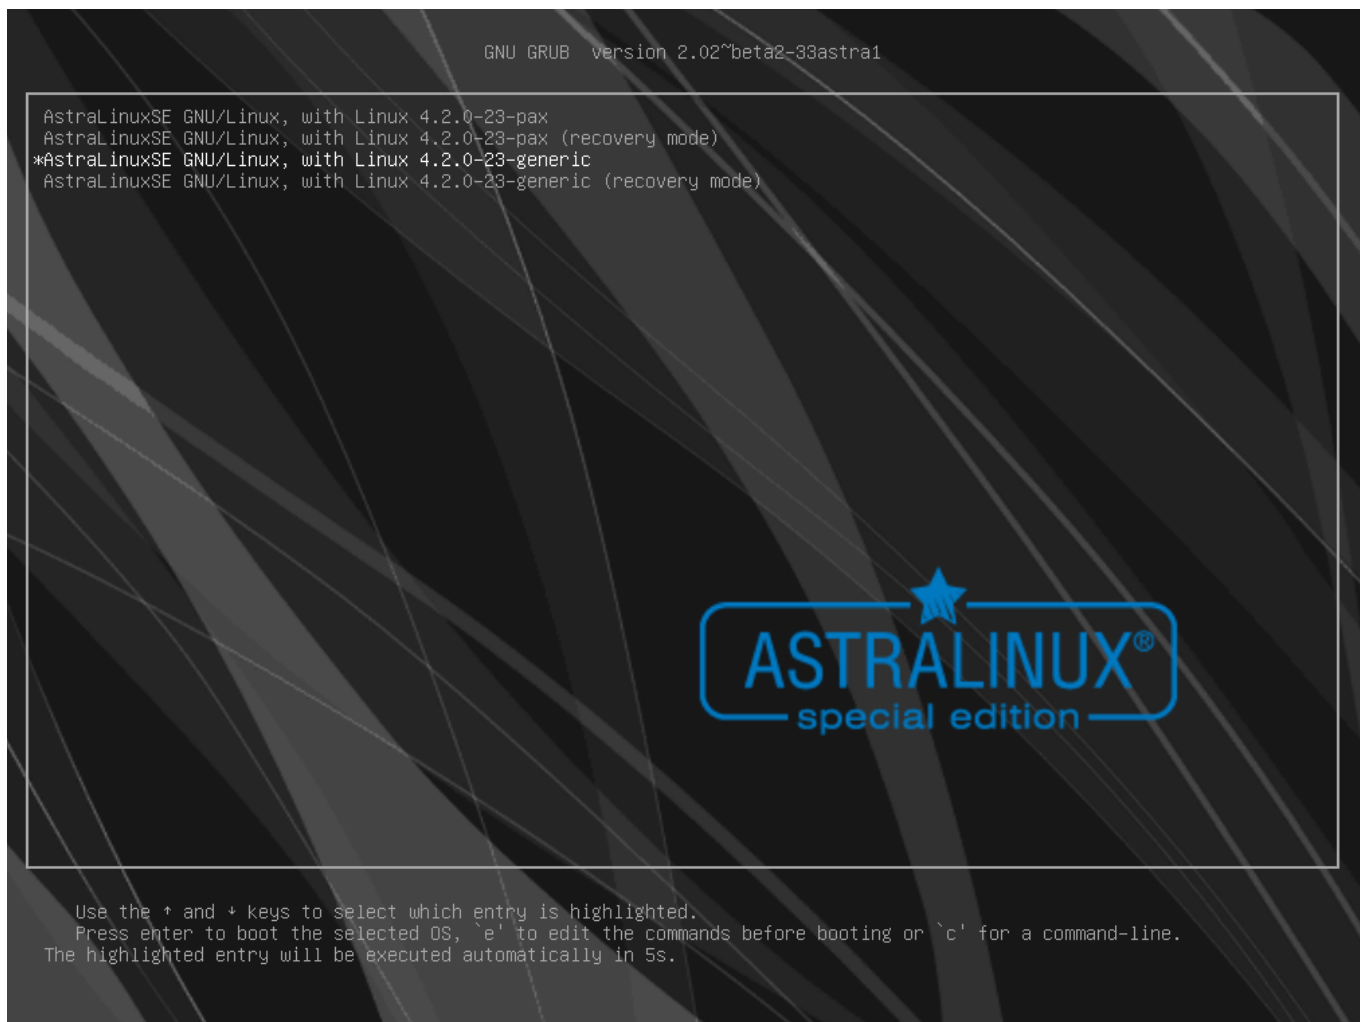 GNU GRUB  version 2.02~beta2-33astra1
AstraLinuxSE GNU/Linux, with Linux 4.2.0-23-pax
AstraLinuxSE GNU/Linux, with Linux 4.2.0-23-pax (recovery mode)
*AstraLinuxSE GNU/Linux, with Linux 4.2.0-23-generic
AstraLinuxSE GNU/Linux, with Linux 4.2.0-23-generic (recovery mode)
ASTRALINUX®
special edition
Use the ↑ and ↓ keys to select which entry is highlighted.
Press enter to boot the selected OS, `e' to edit the commands before booting or `c' for a command-line.
The highlighted entry will be executed automatically in 5s.